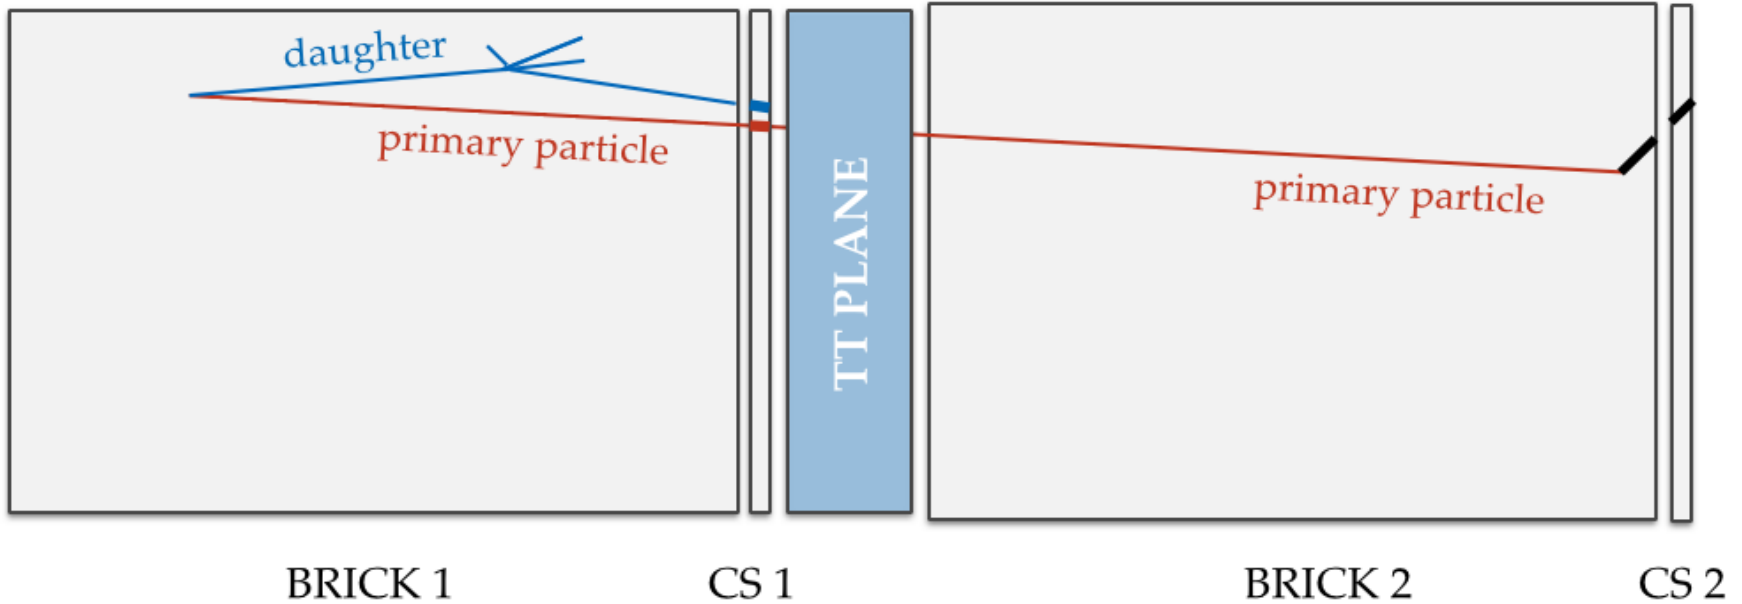 daughter
primary particle
TT PLANE
primary particle
BRICK 1
CS 1
BRICK 2
CS 2